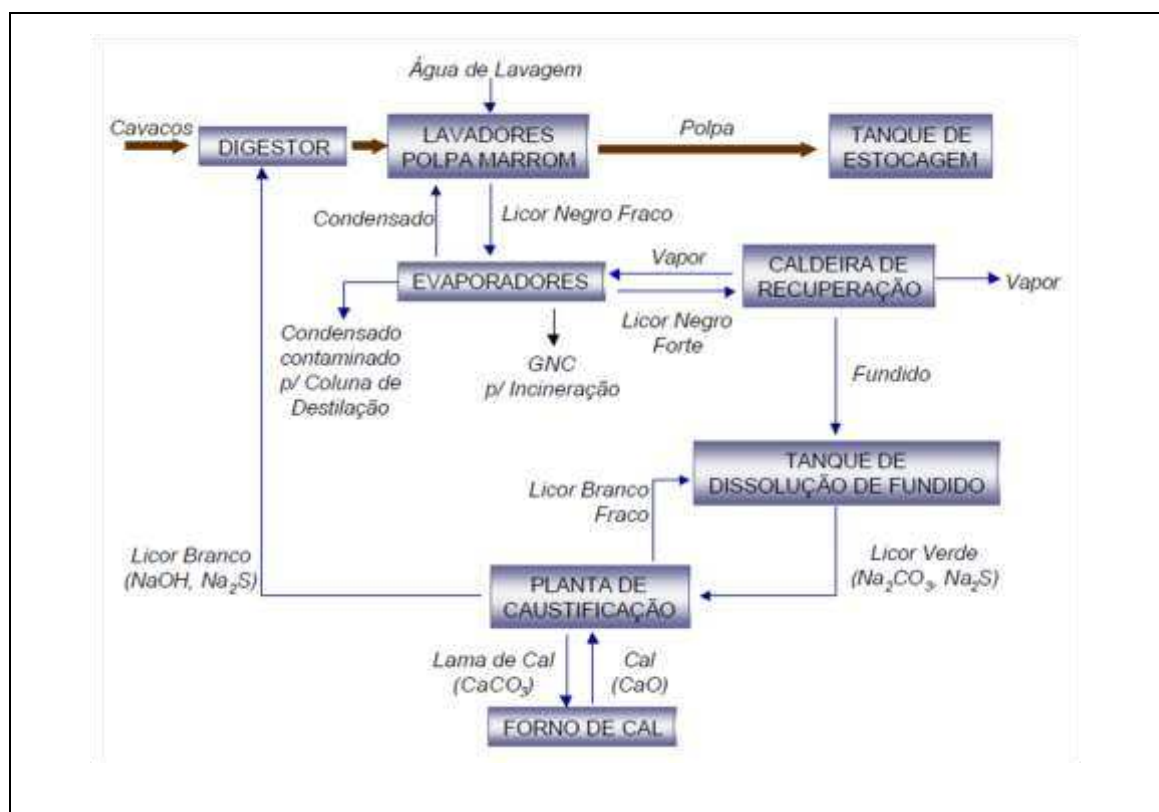 Água de Lavagem
Cavacos
DIGESTOR
LAVADORES
POLPA MARROM
Polpa
TANQUE DE
ESTOCAGEM
Condensado
Licor Negro Fraco
EVAPORADORES
Vapor
CALDEIRA DE
RECUPERAÇÃO
Vapor
Licor Negro
Forte
Condensado
contaminado
p/ Coluna de
Destilação
GNC
p/ Incineração
Fundido
TANQUE DE
DISSOLUÇÃO DE FUNDIDO
Licor Branco
Fraco
Licor Branco
(NaOH, Na₂S)
Licor Verde
(Na₂CO₃, Na₂S)
PLANTA DE
CAUSTIFICAÇÃO
Lama de Cal
(CaCO₃)
Cal
(CaO)
FORNO DE CAL